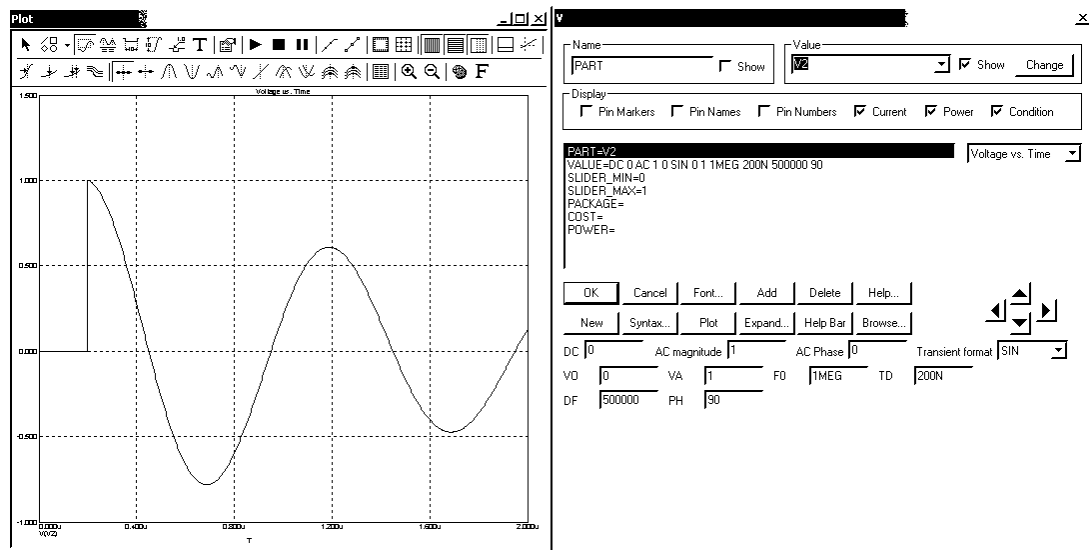 Plot
T
F
Voltage vs. Time
1.500
1.000
0.500
0.000
-0.500
-1.000
0.000u 0.400u 0.800u 1.200u 1.600u 2.000u
V(V2)
T
V
Name
PART
Show
Value
V2
Show
Change
Display
Pin Markers Pin Names Pin Numbers Current Power Condition
PART=V2
VALUE=DC 0 AC 1 0 SIN 0 1 1MEG 200N 500000 90
SLIDER_MIN=0
SLIDER_MAX=1
PACKAGE=
COST=
POWER=
Voltage vs. Time
OK Cancel Font... Add Delete Help...
New Syntax... Plot Expand... Help Bar Browse...
DC 0 AC magnitude 1 AC Phase 0 Transient format SIN
VO 0 VA 1 F0 1MEG TD 200N
DF 500000 PH 90